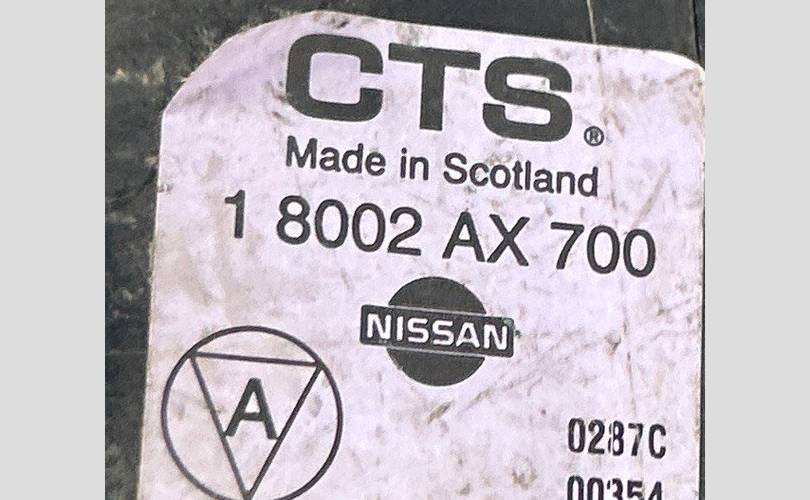 CTS®
Made in Scotland
1 8002 AX 700
NISSAN
A
0287C
00354